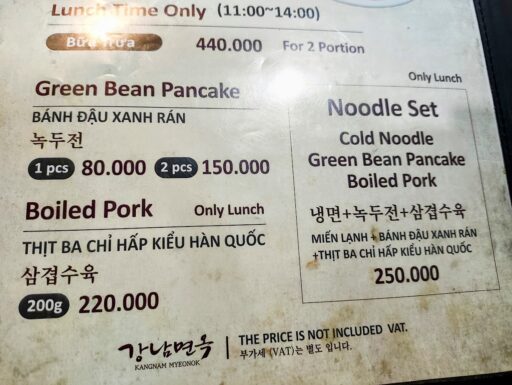 Lunch Time Only (11:00~14:00)
Bữa Trưa 440.000 For 2 Portion
Green Bean Pancake
BÁNH ĐẬU XANH RÁN
녹두전
1 pcs 80.000 2 pcs 150.000
Boiled Pork Only Lunch
THỊT BA CHỈ HẤP KIỂU HÀN QUỐC
삼겹수육
200g 220.000
Only Lunch
Noodle Set
Cold Noodle
Green Bean Pancake
Boiled Pork
냉면+녹두전+삼겹수육
MIẾN LẠNH + BÁNH ĐẬU XANH RÁN
+THỊT BA CHỈ HẤP KIỂU HÀN QUỐC
250.000
강남면옥
KANGNAM MYEONOK
THE PRICE IS NOT INCLUDED VAT.
부가세 (VAT)는 별도 입니다.